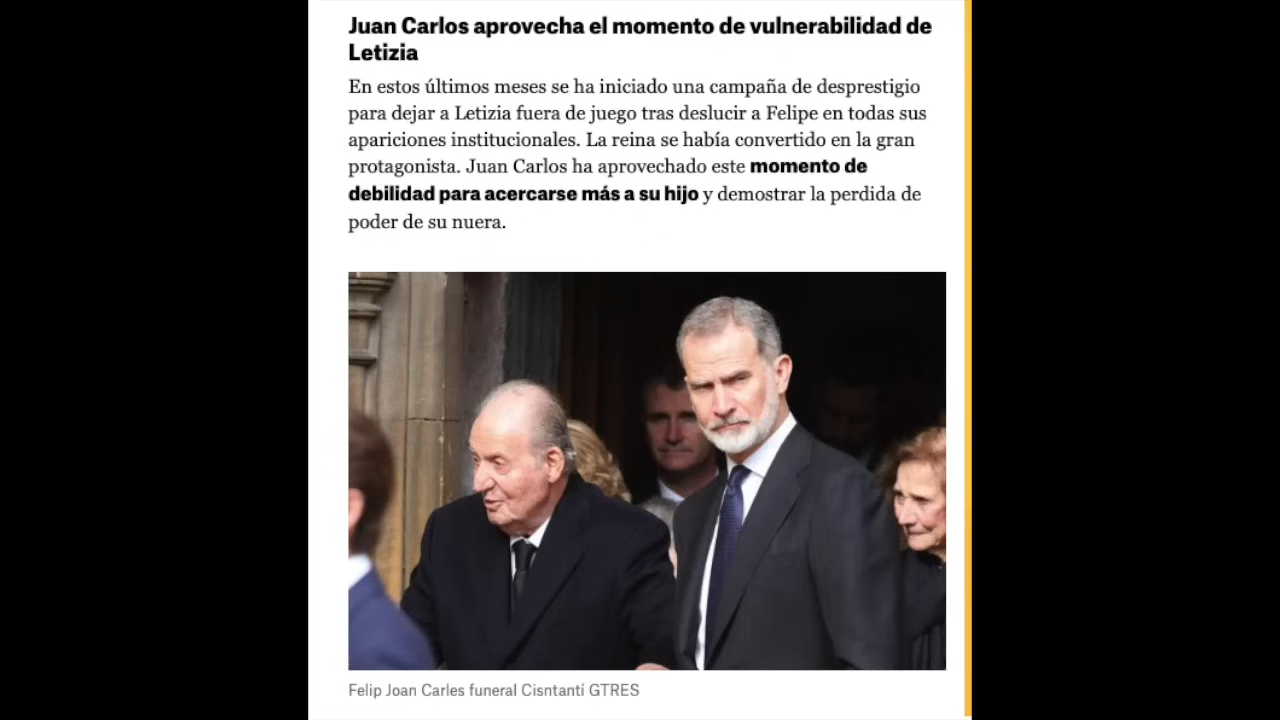 Juan Carlos aprovecha el momento de vulnerabilidad de
Letizia
En estos últimos meses se ha iniciado una campaña de desprestigio
para dejar a Letizia fuera de juego tras deslucir a Felipe en todas sus
apariciones institucionales. La reina se había convertido en la gran
protagonista. Juan Carlos ha aprovechado este momento de
debilidad para acercarse más a su hijo y demostrar la perdida de
poder de su nuera.
Felip Joan Carles funeral Cisntantí GTRES